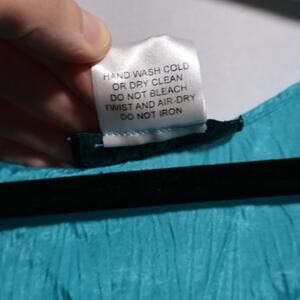 HAND WASH COLD
OR DRY CLEAN
DO NOT BLEACH
TWIST AND AIR-DRY
DO NOT IRON